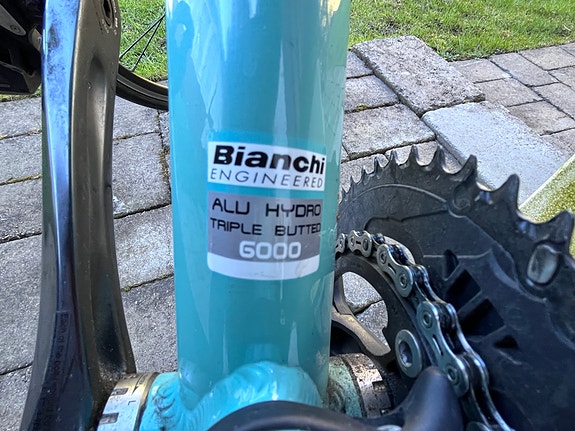 Bianchi
ENGINEERED
ALU HYDRO
TRIPLE BUTTED
6000
L